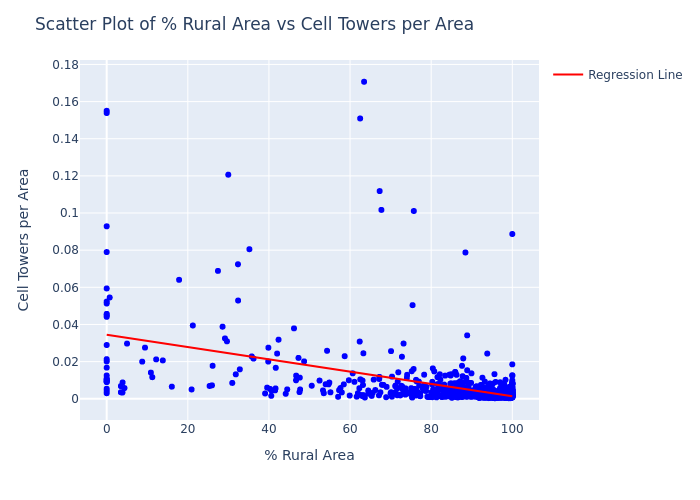 Scatter Plot of % Rural Area vs Cell Towers per Area
Regression Line
Cell Towers per Area
0.18
0.16
0.14
0.12
0.1
0.08
0.06
0.04
0.02
0
0 20 40 60 80 100
% Rural Area